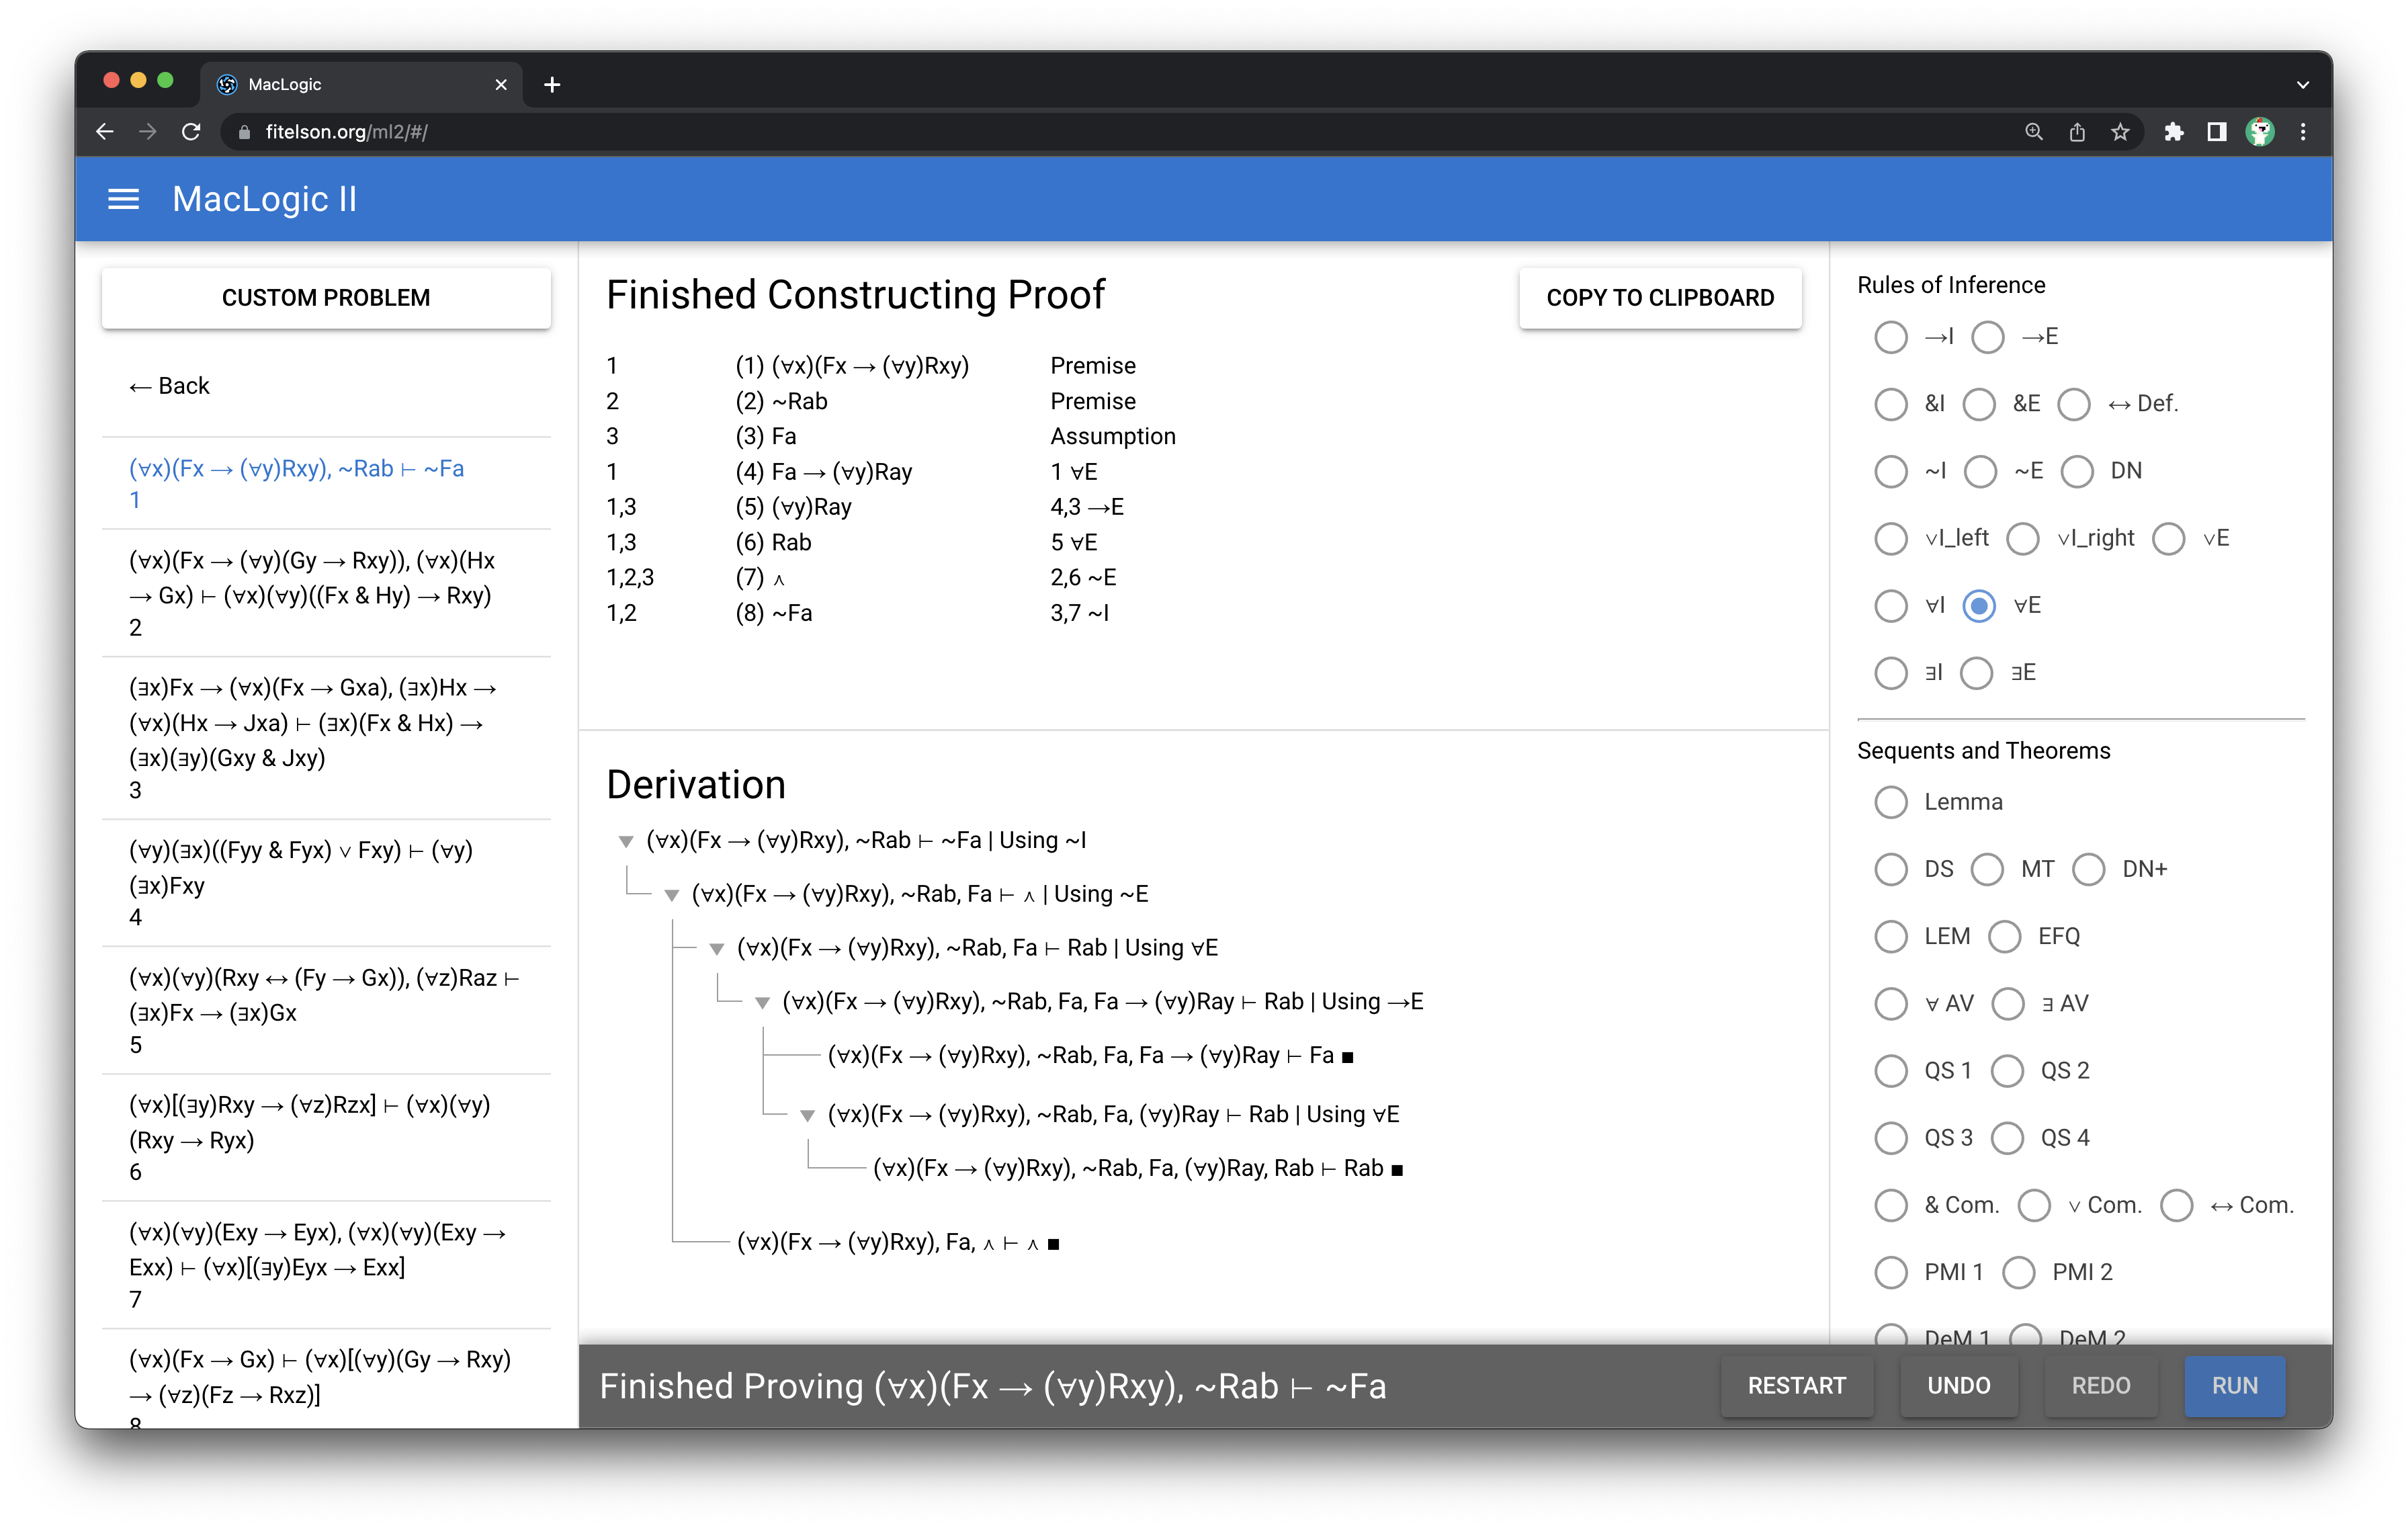 MacLogic
fitelson.org/ml2/#/
MacLogic II
CUSTOM PROBLEM
← Back
(∀x)(Fx → (∀y)Rxy), ~Rab ⊢ ~Fa
1
(∀x)(Fx → (∀y)(Gy → Rxy)), (∀x)(Hx
→ Gx) ⊢ (∀x)(∀y)((Fx & Hy) → Rxy)
2
(∃x)Fx → (∀x)(Fx → Gxa), (∃x)Hx →
(∀x)(Hx → Jxa) ⊢ (∃x)(Fx & Hx) →
(∃x)(∃y)(Gxy & Jxy)
3
(∀y)(∃x)((Fyy & Fyx) ∨ Fxy) ⊢ (∀y)
(∃x)Fxy
4
(∀x)(∀y)(Rxy ↔ (Fy → Gx)), (∀z)Raz ⊢
(∃x)Fx → (∃x)Gx
5
(∀x)[(∃y)Rxy → (∀z)Rzx] ⊢ (∀x)(∀y)
(Rxy → Ryx)
6
(∀x)(∀y)(Exy → Eyx), (∀x)(∀y)(Exy →
Exx) ⊢ (∀x)[(∃y)Eyx → Exx]
7
(∀x)(Fx → Gx) ⊢ (∀x)[(∀y)(Gy → Rxy)
→ (∀z)(Fz → Rxz)]
8
Finished Constructing Proof
COPY TO CLIPBOARD
1 (1) (∀x)(Fx → (∀y)Rxy) Premise
2 (2) ~Rab Premise
3 (3) Fa Assumption
1 (4) Fa → (∀y)Ray 1 ∀E
1,3 (5) (∀y)Ray 4,3 →E
1,3 (6) Rab 5 ∀E
1,2,3 (7) ⋏ 2,6 ~E
1,2 (8) ~Fa 3,7 ~I
Derivation
(∀x)(Fx → (∀y)Rxy), ~Rab ⊢ ~Fa | Using ~I
(∀x)(Fx → (∀y)Rxy), ~Rab, Fa ⊢ ⋏ | Using ~E
(∀x)(Fx → (∀y)Rxy), ~Rab, Fa ⊢ Rab | Using ∀E
(∀x)(Fx → (∀y)Rxy), ~Rab, Fa, Fa → (∀y)Ray ⊢ Rab | Using →E
(∀x)(Fx → (∀y)Rxy), ~Rab, Fa, Fa → (∀y)Ray ⊢ Fa ■
(∀x)(Fx → (∀y)Rxy), ~Rab, Fa, (∀y)Ray ⊢ Rab | Using ∀E
(∀x)(Fx → (∀y)Rxy), ~Rab, Fa, (∀y)Ray, Rab ⊢ Rab ■
(∀x)(Fx → (∀y)Rxy), Fa, ⋏ ⊢ ⋏ ■
Finished Proving (∀x)(Fx → (∀y)Rxy), ~Rab ⊢ ~Fa
RESTART UNDO REDO RUN
Rules of Inference
→I →E
&I &E ↔ Def.
~I ~E DN
∨I_left ∨I_right ∨E
∀I ∀E
∃I ∃E
Sequents and Theorems
Lemma
DS MT DN+
LEM EFQ
∀ AV ∃ AV
QS 1 QS 2
QS 3 QS 4
& Com. ∨ Com. ↔ Com.
PMI 1 PMI 2
DeM 1 DeM 2